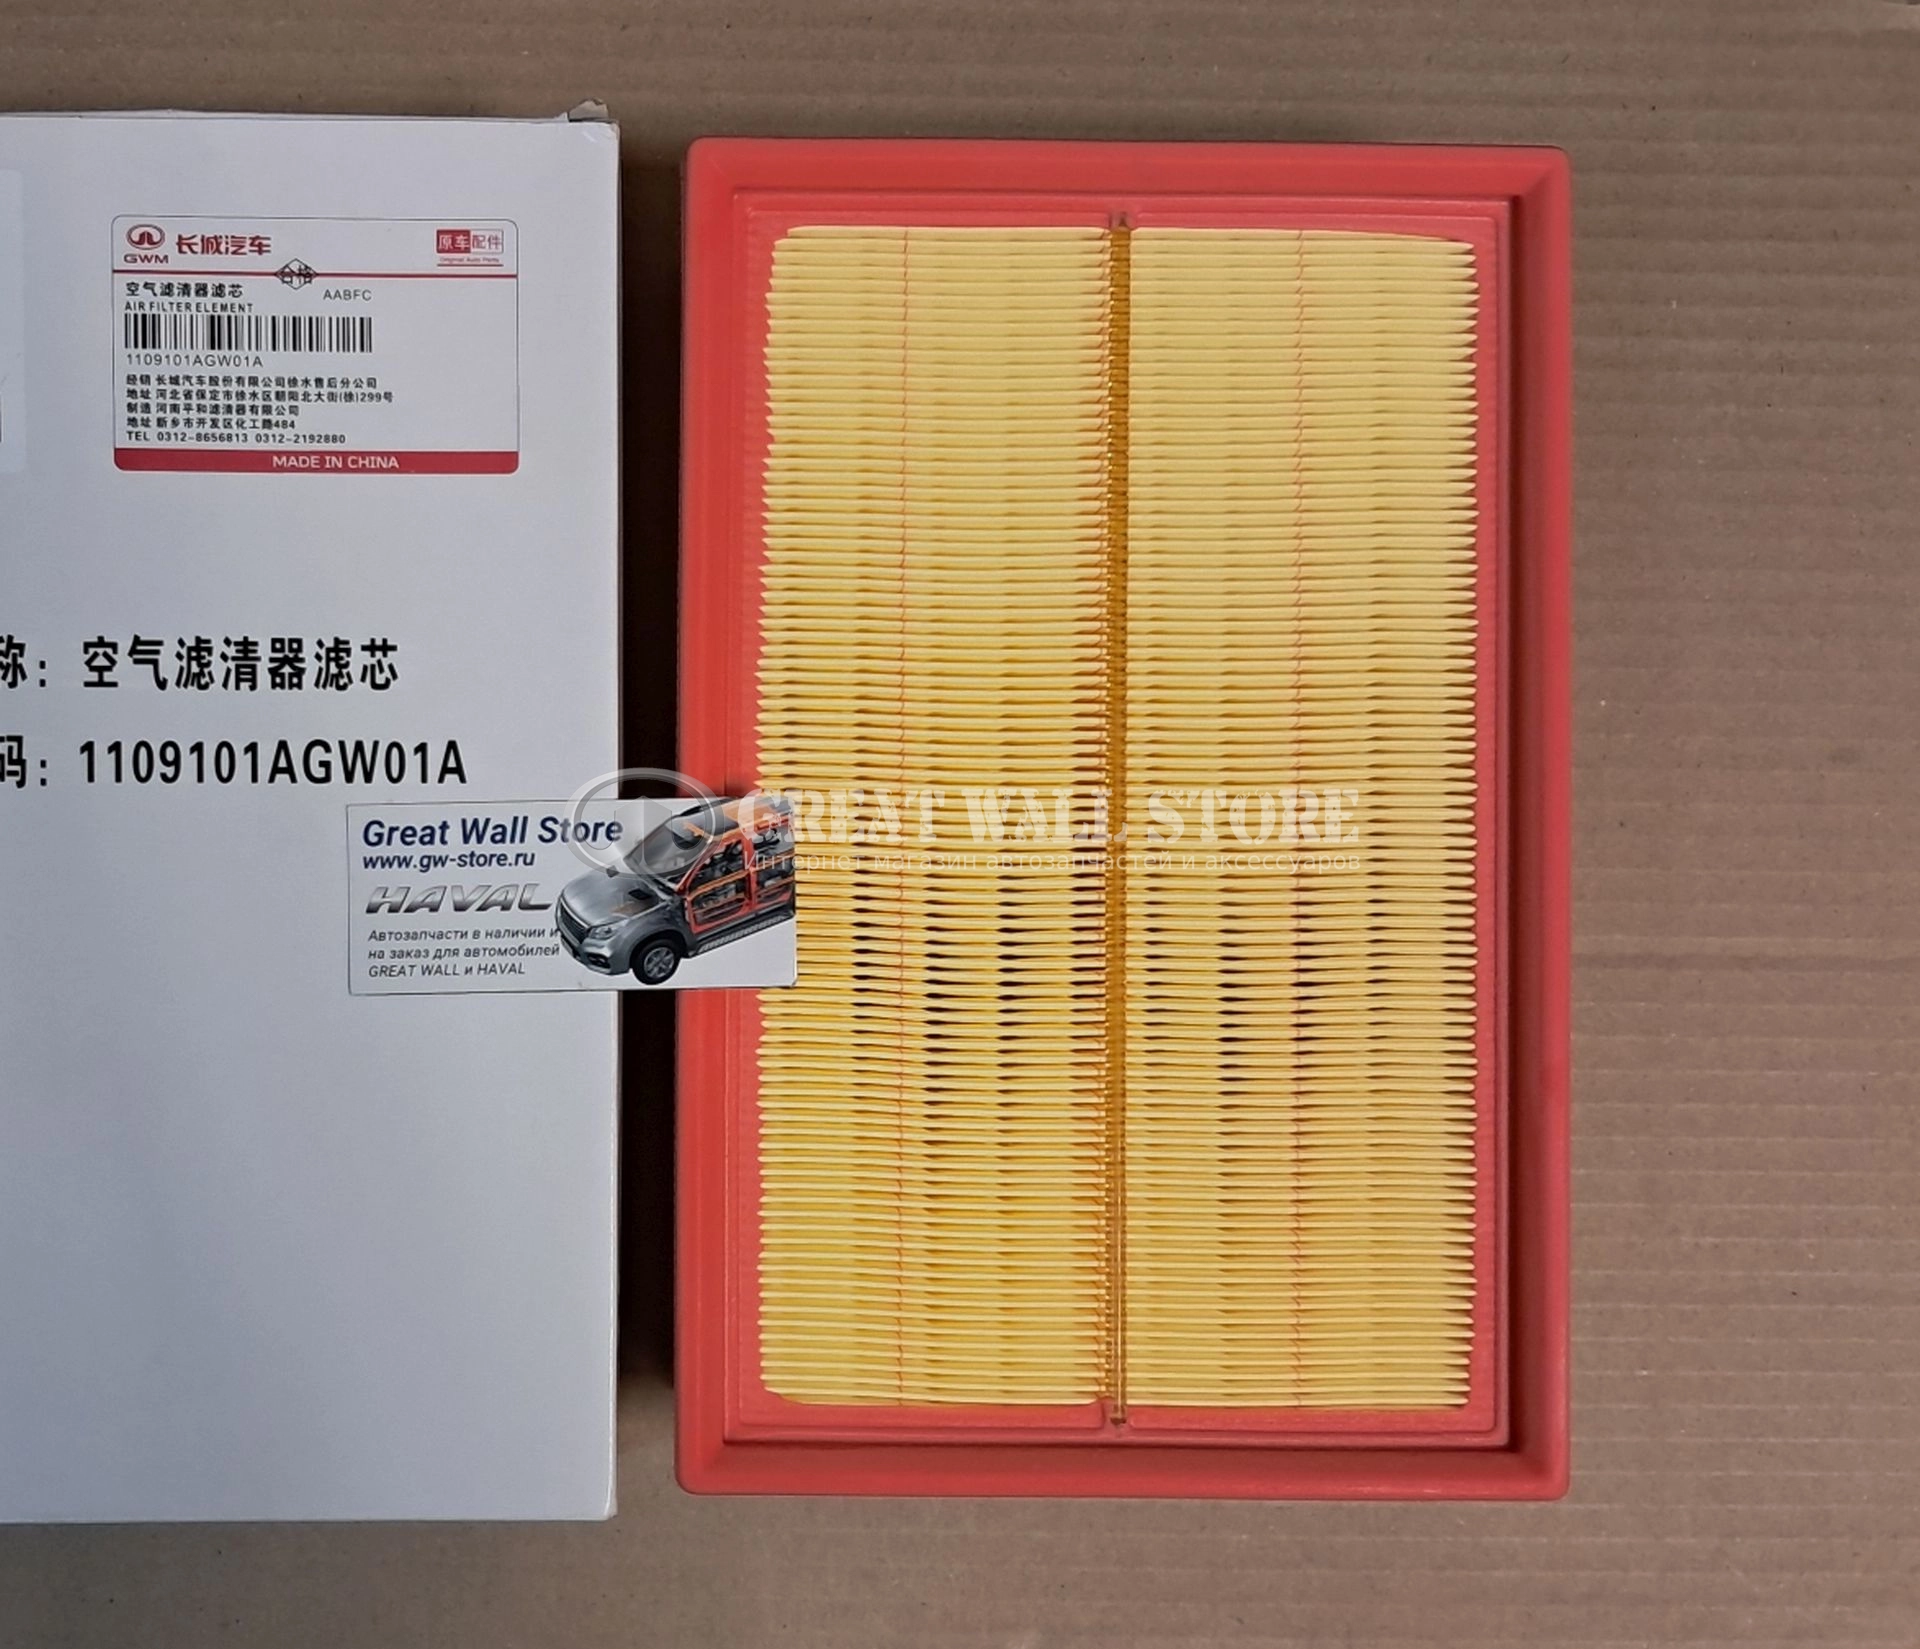 GWM
长城汽车
原车配件
Original Auto Parts
合格
空气滤清器滤芯
AABFC
AIR FILTER ELEMENT
1109101AGW01A
经销 长城汽车股份有限公司徐水售后分公司
地址 河北省保定市徐水区朝阳北大街(徐)299号
制造 河南平和滤清器有限公司
地址 新乡市开发区化工路484
TEL 0312-8656813 0312-2192880
MADE IN CHINA
称: 空气滤清器滤芯
码: 1109101AGW01A
Great Wall Store
www.gw-store.ru
HAVAL
Автозапчасти в наличии и
на заказ для автомобилей
GREAT WALL и HAVAL
GREAT WALL STORE
Интернет магазин автозапчастей и аксессуаров